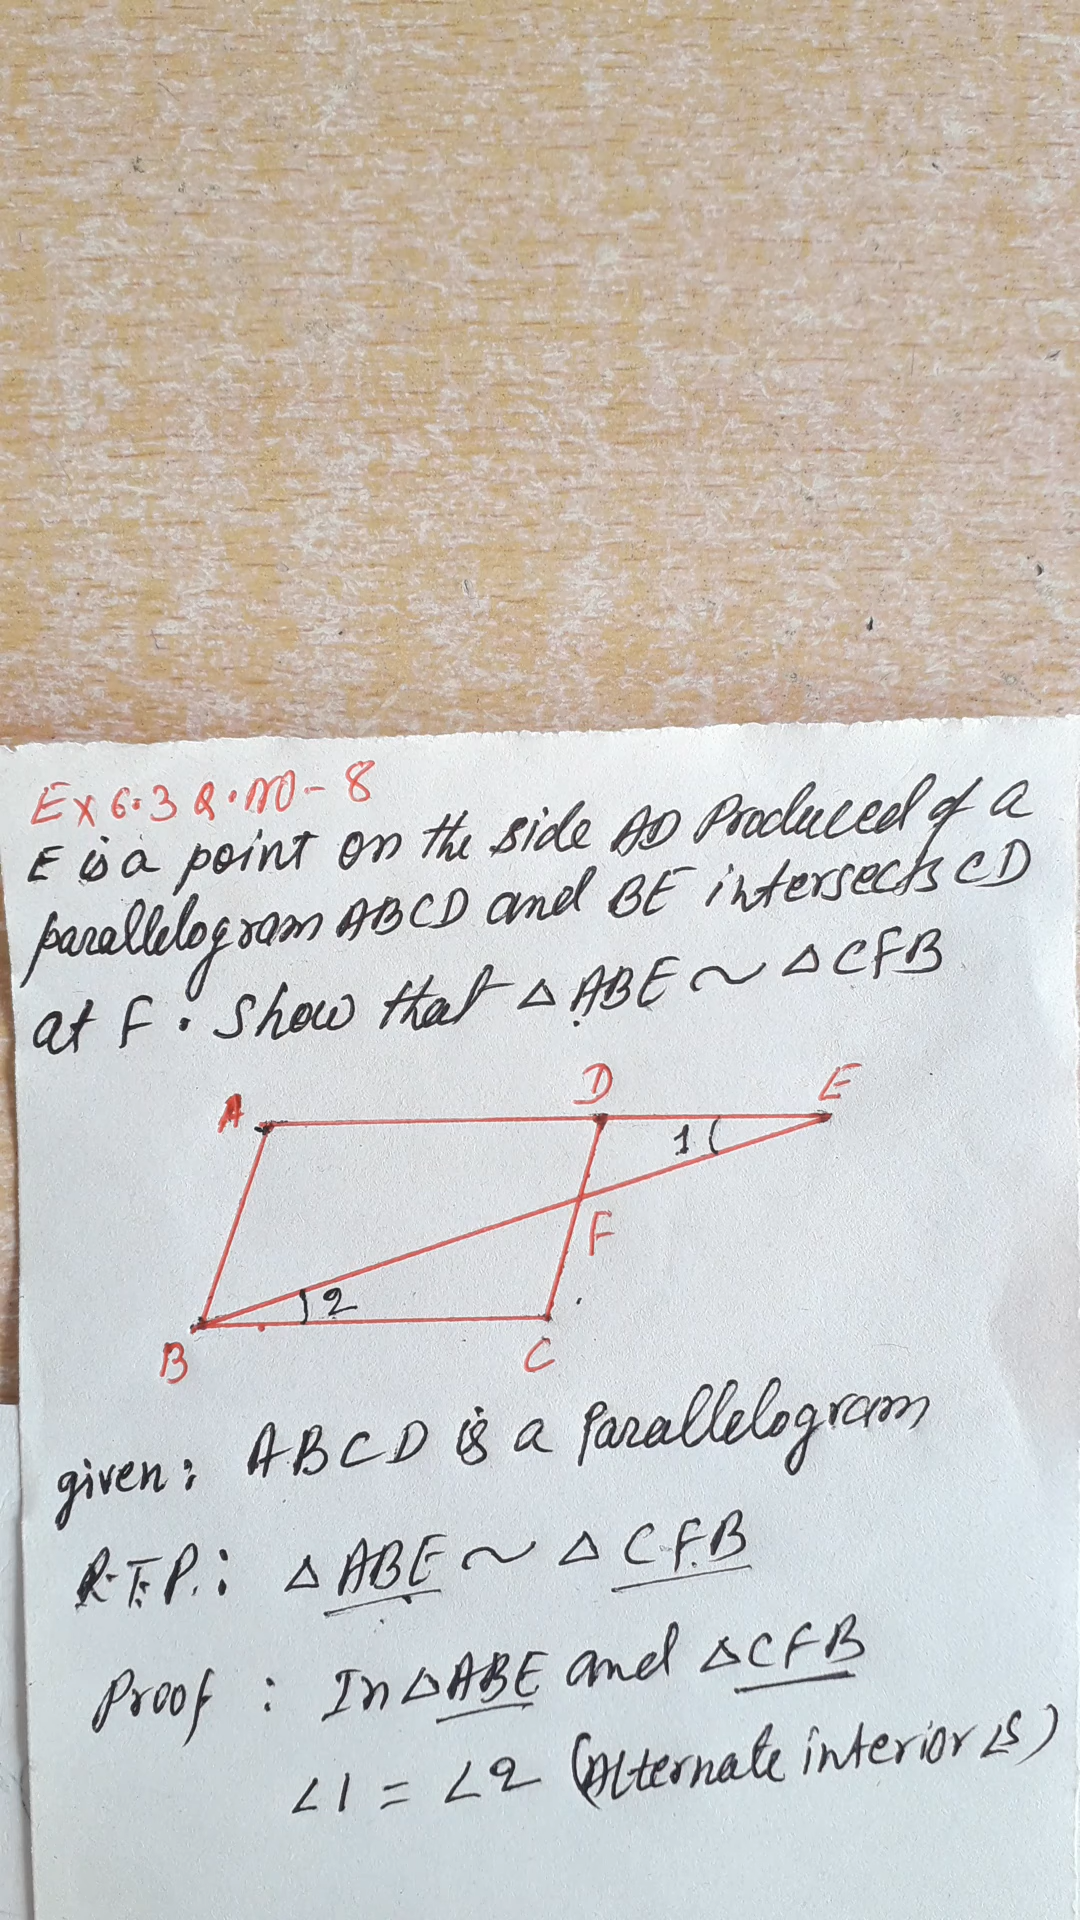 Ex 6.3 Q.NO-8
E is a point on the side AD Produced of a
parallelogram ABCD and BE intersects CD
at F. Show that △ABE ~ △CFB
A
D
E
1
F
2
B
C
given: ABCD is a Parallelogram
R.T.P.: △ABE ~ △CFB
Proof : In △ABE and △CFB
∠1 = ∠2 (Alternate interior ∠s)